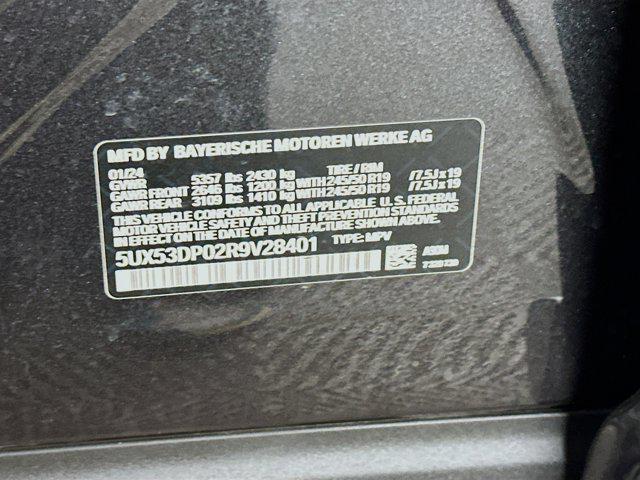 MFD BY BAYERISCHE MOTOREN WERKE AG
01/24 TIRE / RIM
GVWR 5357 lbs 2430 kg
GAWR FRONT 2646 lbs 1200 kg WITH 245/50 R19 17.5Jx19
GAWR REAR 3109 lbs 1410 kg WITH 245/50 R19 17.5Jx19
THIS VEHICLE CONFORMS TO ALL APPLICABLE U.S. FEDERAL
MOTOR VEHICLE SAFETY AND THEFT PREVENTION STANDARDS
IN EFFECT ON THE DATE OF MANUFACTURE SHOWN ABOVE.
5UX53DP02R9V28401 TYPE: MPV